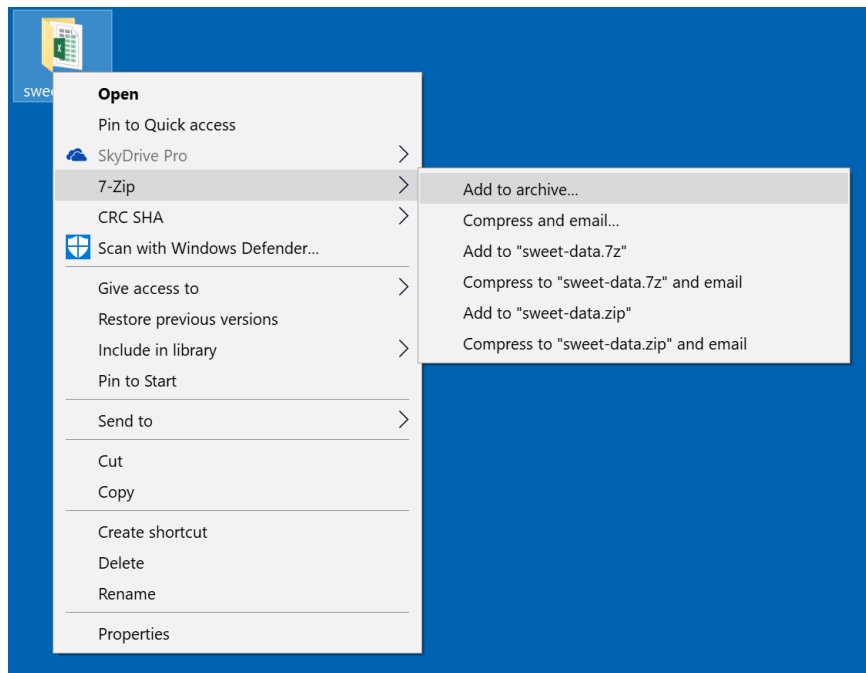 swee
Open
Pin to Quick access
SkyDrive Pro
7-Zip
CRC SHA
Scan with Windows Defender...
Give access to
Restore previous versions
Include in library
Pin to Start
Send to
Cut
Copy
Create shortcut
Delete
Rename
Properties
Add to archive...
Compress and email...
Add to "sweet-data.7z"
Compress to "sweet-data.7z" and email
Add to "sweet-data.zip"
Compress to "sweet-data.zip" and email